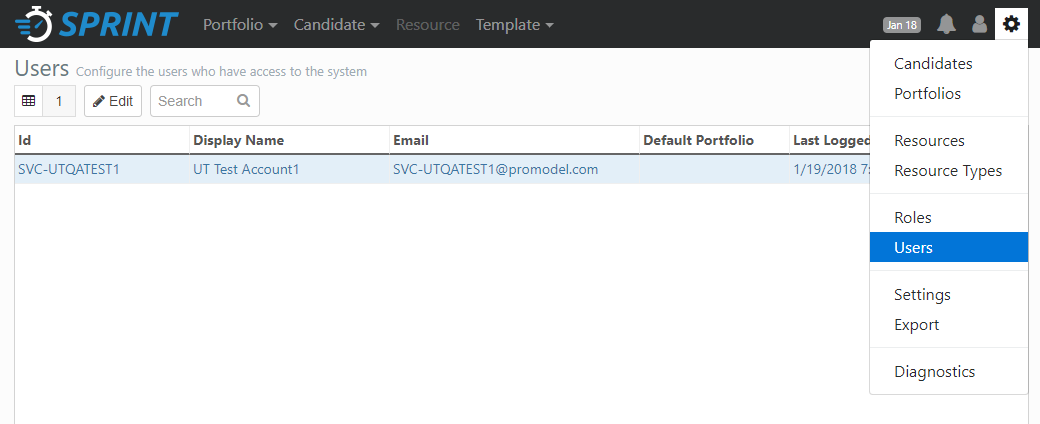 SPRINT Portfolio Candidate Resource Template Jan 18
Users Configure the users who have access to the system
1 Edit Search
Id Display Name Email Default Portfolio Last Logged
SVC-UTQATEST1 UT Test Account1 SVC-UTQATEST1@promodel.com 1/19/2018 7:
Candidates
Portfolios
Resources
Resource Types
Roles
Users
Settings
Export
Diagnostics